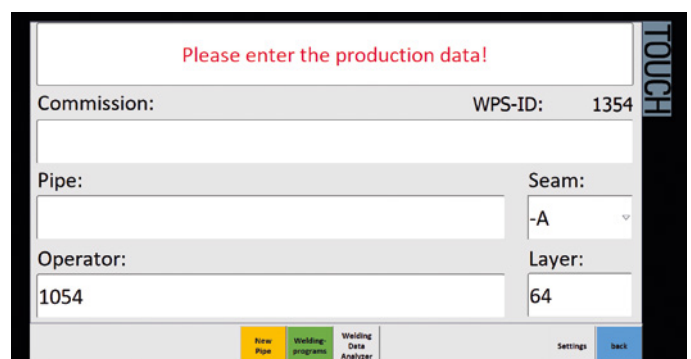 Please enter the production data!
TOUCH
Commission: WPS-ID: 1354
Pipe: Seam:
-A
Operator: Layer:
1054 64
New Pipe Welding-programs Welding Data Analyzer Settings back